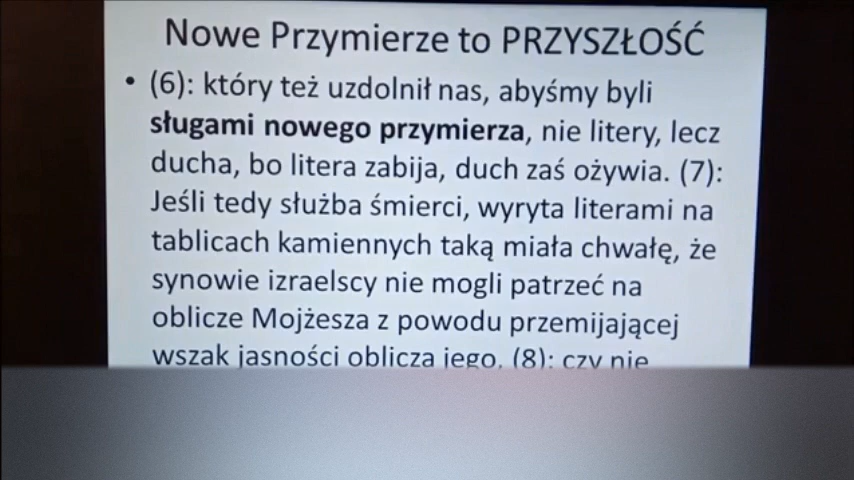 Nowe Przymierze to PRZYSZŁOŚĆ
• (6): który też uzdolnił nas, abyśmy byli
sługami nowego przymierza, nie litery, lecz
ducha, bo litera zabija, duch zaś ożywia. (7):
Jeśli tedy służba śmierci, wyryta literami na
tablicach kamiennych taką miała chwałę, że
synowie izraelscy nie mogli patrzeć na
oblicze Mojżesza z powodu przemijającej
wszak jasności oblicza jego, (8): czy nie